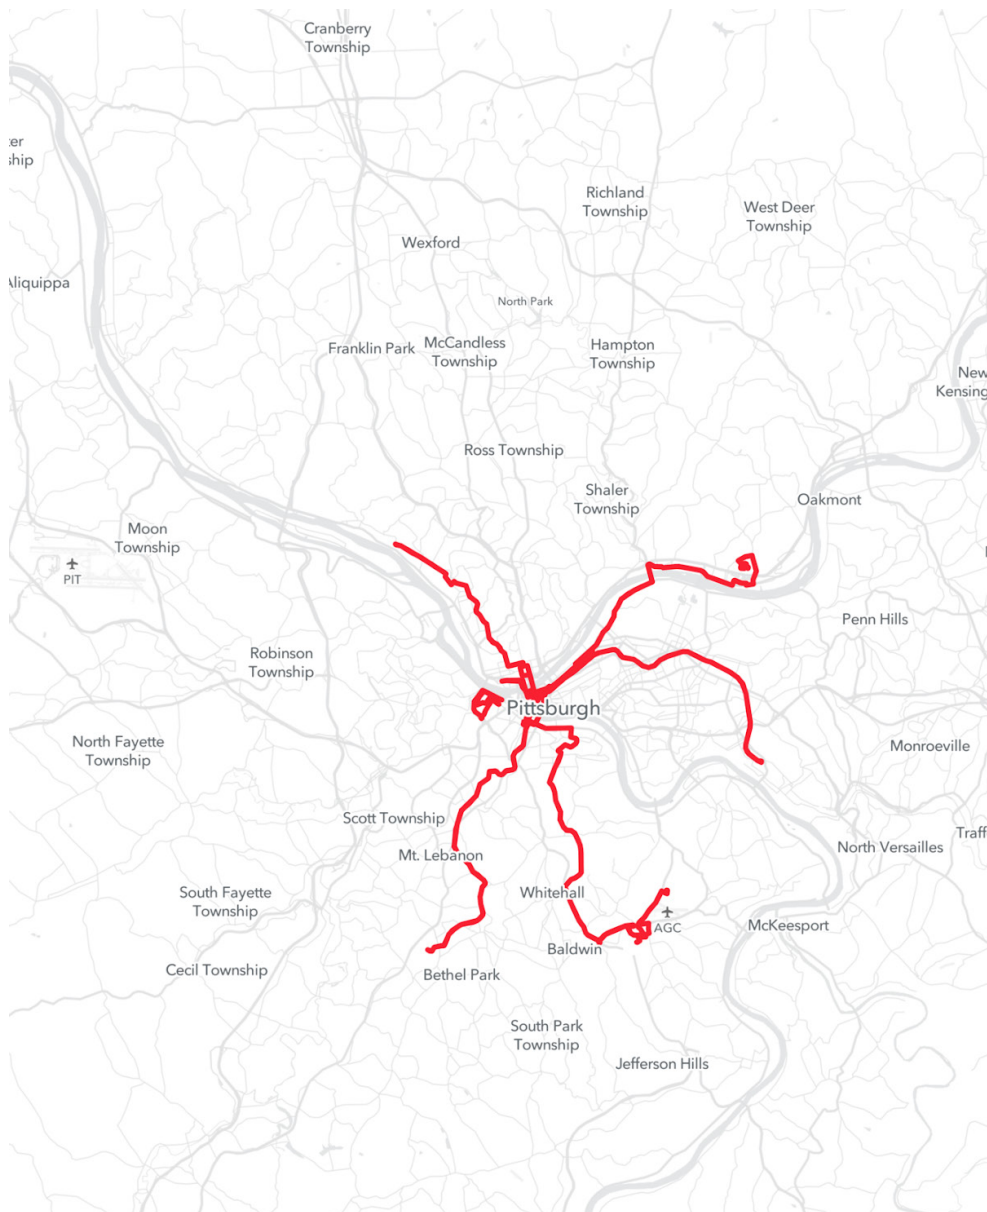 Cranberry
Township
ter
ship
Richland
Township
West Deer
Township
Wexford
Aliquippa
North Park
Franklin Park
McCandless
Township
Hampton
Township
New
Kensing
Ross Township
Shaler
Township
Oakmont
Moon
Township
PIT
Penn Hills
Robinson
Township
Pittsburgh
North Fayette
Township
Monroeville
Scott Township
Traff
North Versailles
Mt. Lebanon
South Fayette
Township
Whitehall
AGC
McKeesport
Baldwin
Cecil Township
Bethel Park
South Park
Township
Jefferson Hills